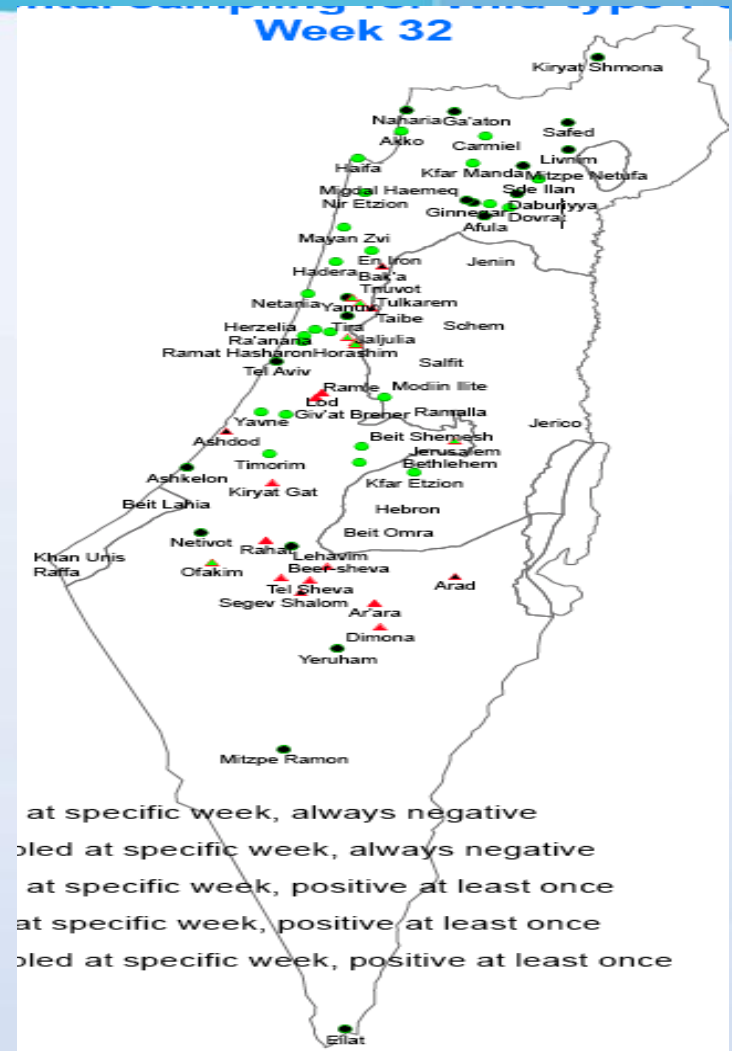 Week 32
Kiryat Shmona
Naharia
Ga'aton
Akko
Carmiel
Safed
Livnim
Haifa
Kfar Manda
Mitzpe Netufa
Migdal Haemeq
Sde Ilan
Nir Etzion
Ginnegar
Daburiyya
Dovrat
Afula
Mayan Zvi
En Iron
Jenin
Hadera
Bak'a
Tnuvot
Netania
Yanuv
Tulkarem
Taibe
Herzelia
Tira
Schem
Ra'anana
Jaljulia
Ramat Hasharon
Horashim
Salfit
Tel Aviv
Ramle
Modiin Ilite
Lod
Giv'at Brener
Ramalla
Yavne
Jerico
Ashdod
Beit Shemesh
Jerusalem
Timorim
Bethlehem
Ashkelon
Kfar Etzion
Kiryat Gat
Beit Lahia
Hebron
Beit Omra
Netivot
Rahat
Lehavim
Khan Unis
Raffa
Ofakim
Beer-sheva
Arad
Tel Sheva
Segev Shalom
Ar'ara
Dimona
Yeruham
Mitzpe Ramon
at specific week, always negative
at specific week, always negative
at specific week, positive at least once
at specific week, positive at least once
at specific week, positive at least once
Eilat